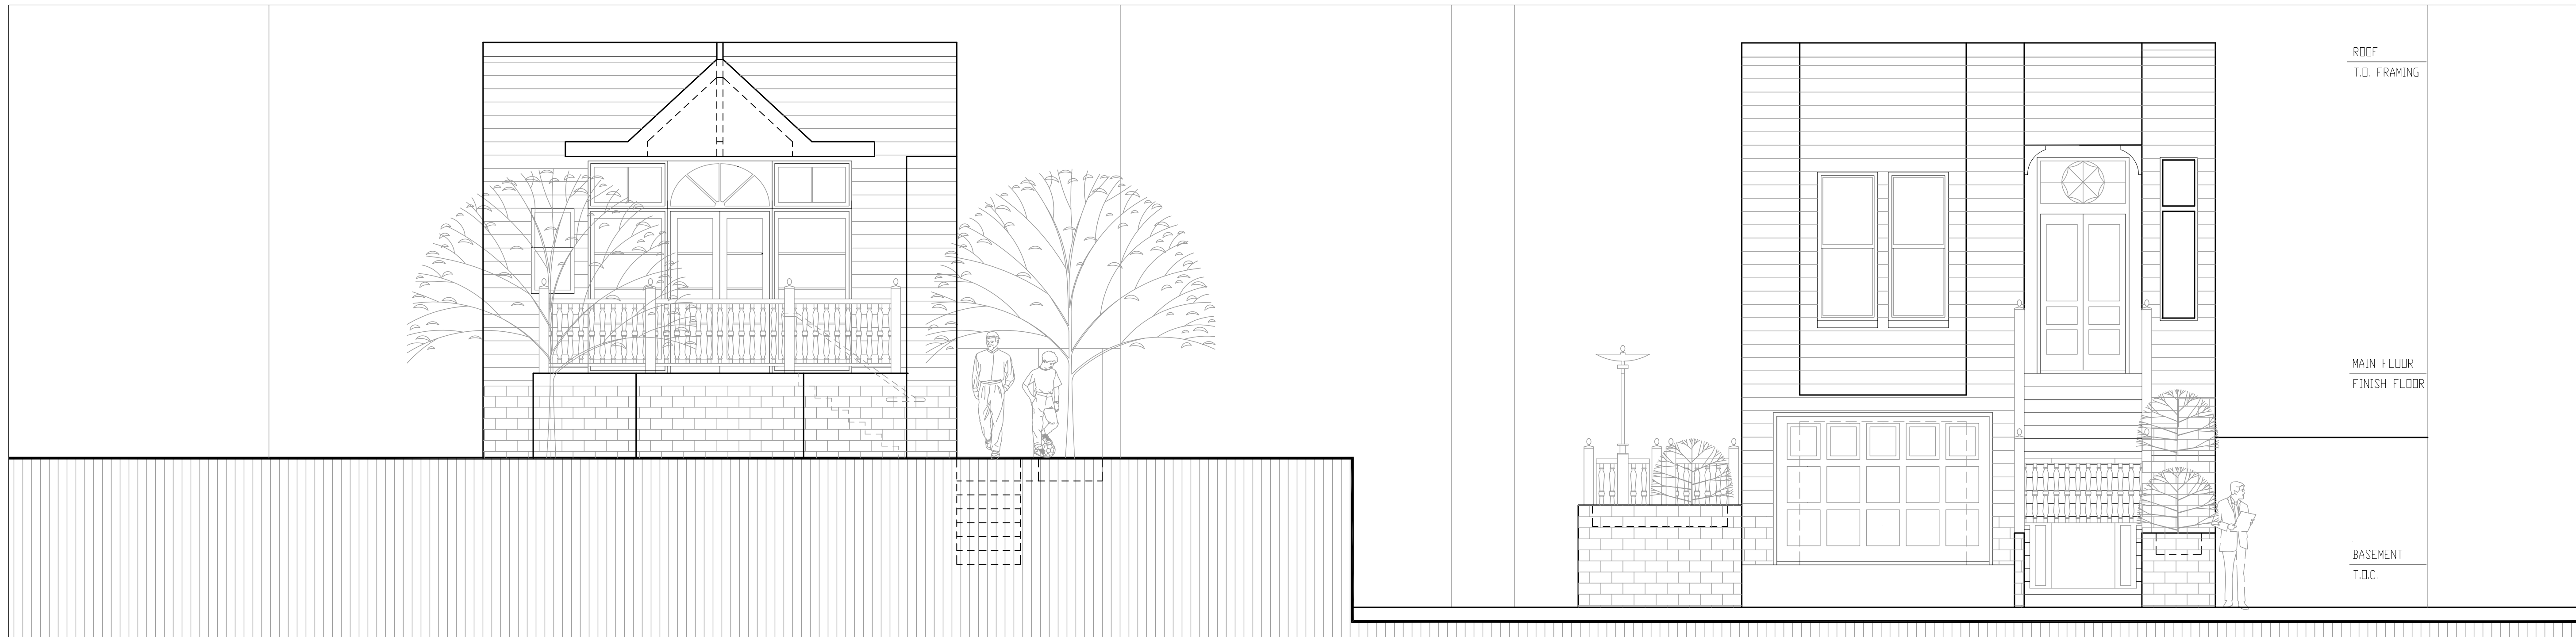 ROOF
T.O. FRAMING
MAIN FLOOR
FINISH FLOOR
BASEMENT
T.O.C.